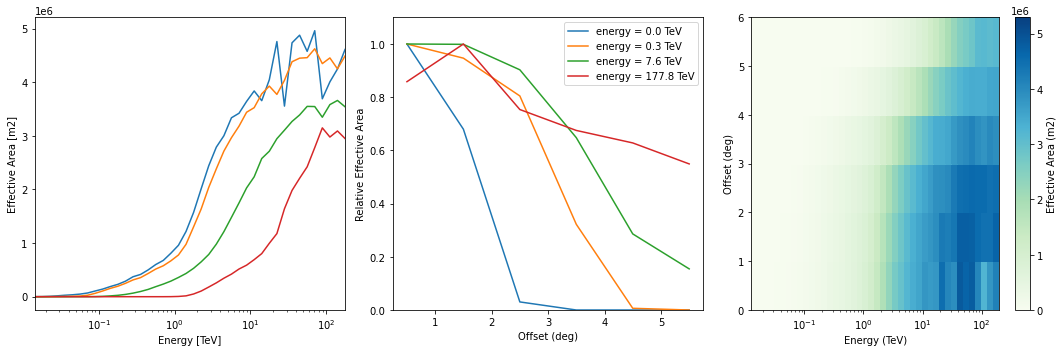 1e6
5
4
3
2
1
0
Effective Area [m2]
10⁻¹ 10⁰ 10¹ 10²
Energy [TeV]
energy = 0.0 TeV
energy = 0.3 TeV
energy = 7.6 TeV
energy = 177.8 TeV
1.0
0.8
0.6
0.4
0.2
0.0
Relative Effective Area
1 2 3 4 5
Offset (deg)
6
5
4
3
2
1
0
Offset (deg)
10⁻¹ 10⁰ 10¹ 10²
Energy (TeV)
1e6
5
4
3
2
1
0
Effective Area (m2)